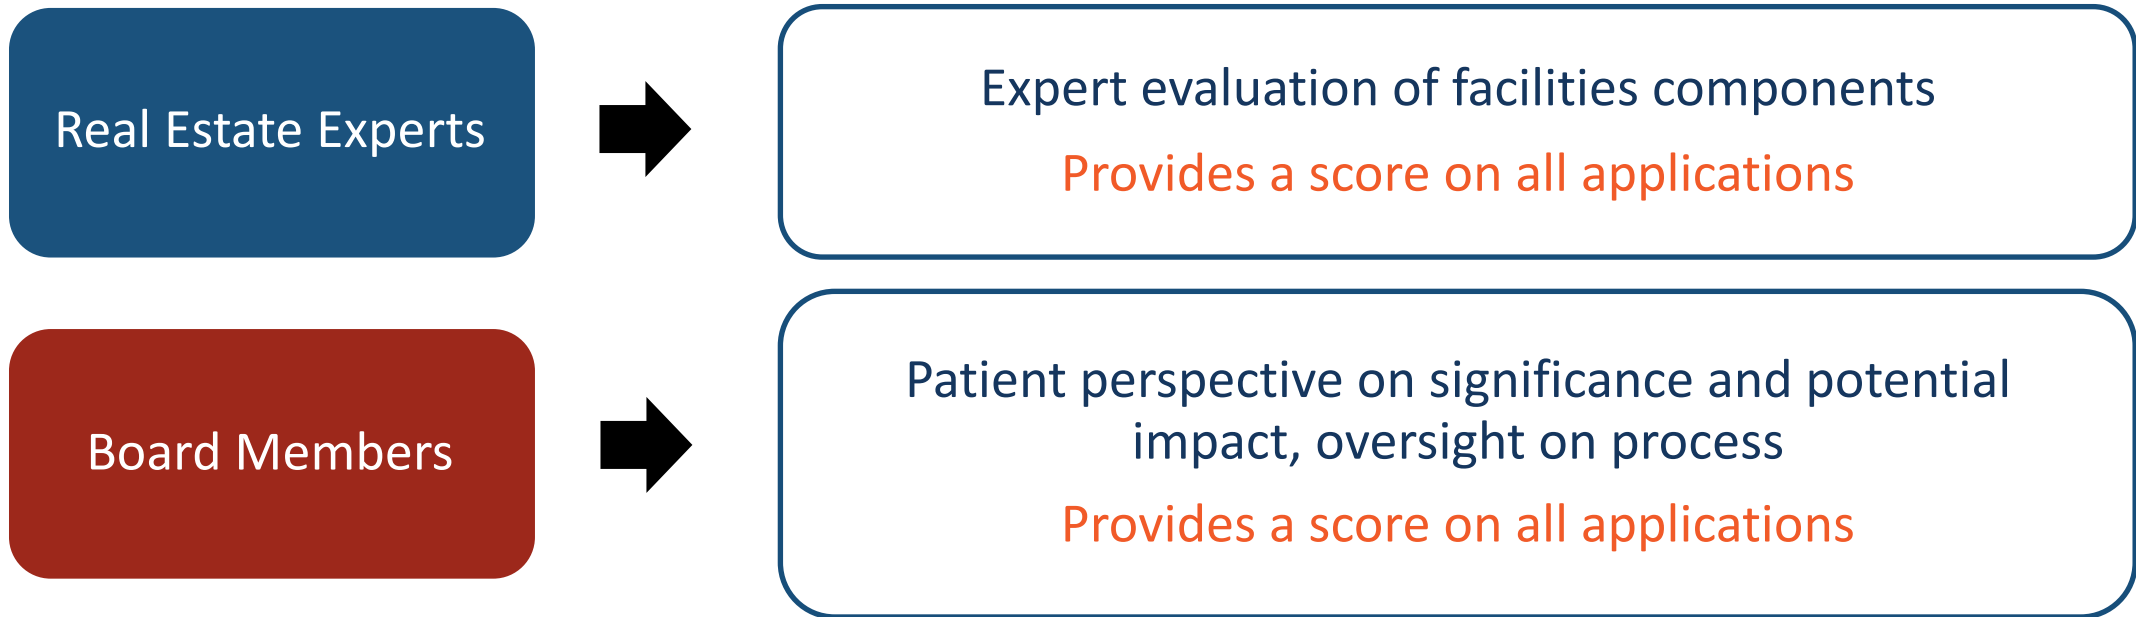 Real Estate Experts
Expert evaluation of facilities components
Provides a score on all applications
Board Members
Patient perspective on significance and potential
impact, oversight on process
Provides a score on all applications